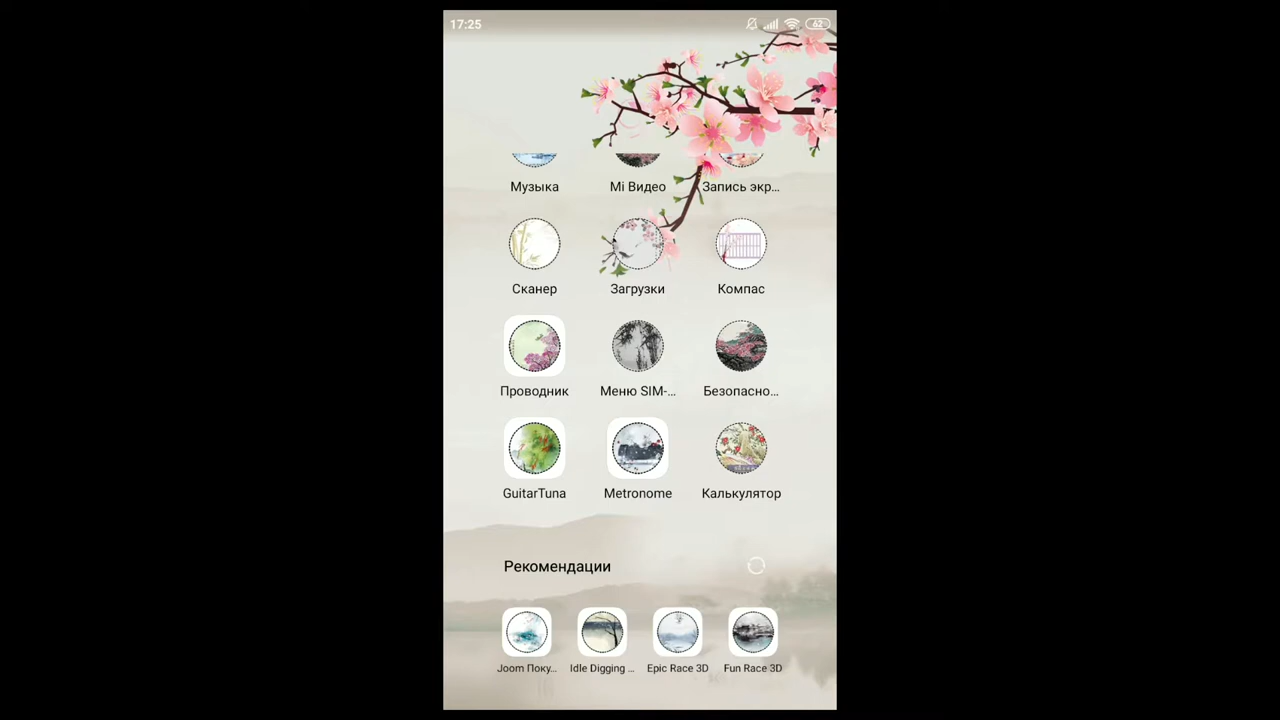 17:25
62
Музыка
Mi Видео
Запись экр...
Сканер
Загрузки
Компас
Проводник
Меню SIM-...
Безопасно...
GuitarTuna
Metronome
Калькулятор
Рекомендации
Joom Поку...
Idle Digging ...
Epic Race 3D
Fun Race 3D